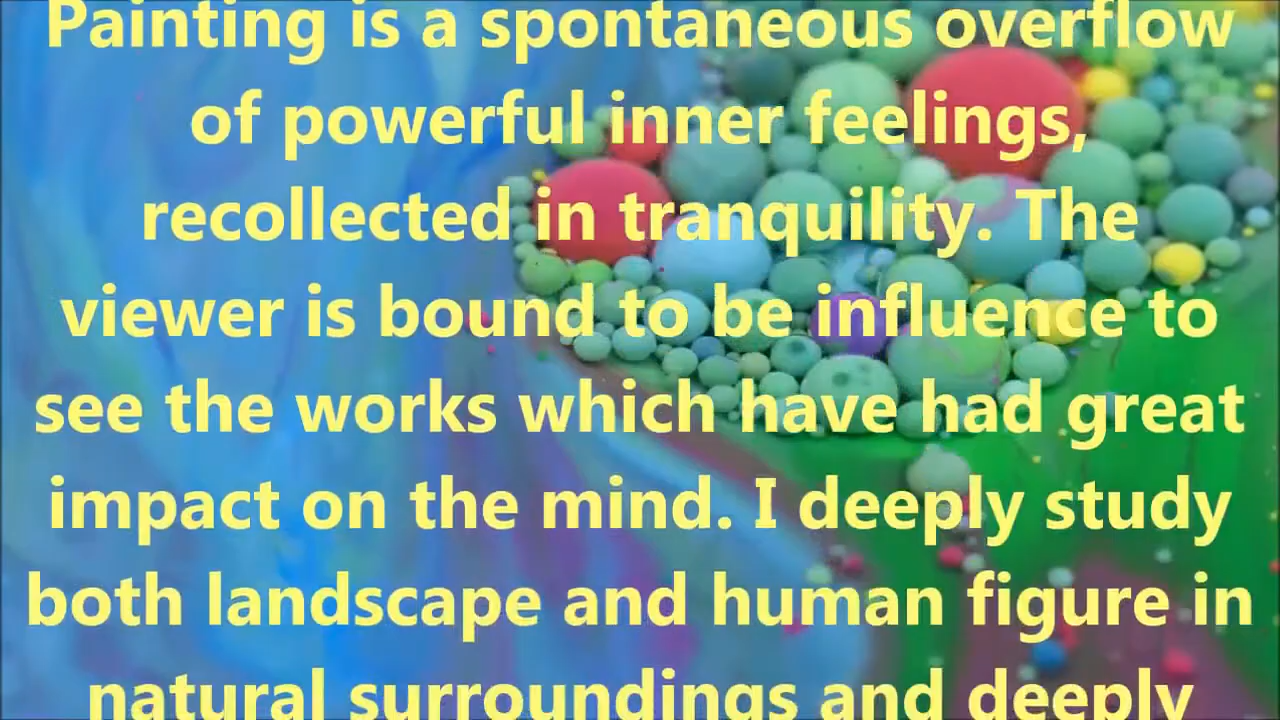 Painting is a spontaneous overflow
of powerful inner feelings,
recollected in tranquility. The
viewer is bound to be influence to
see the works which have had great
impact on the mind. I deeply study
both landscape and human figure in
natural surroundings and deeply